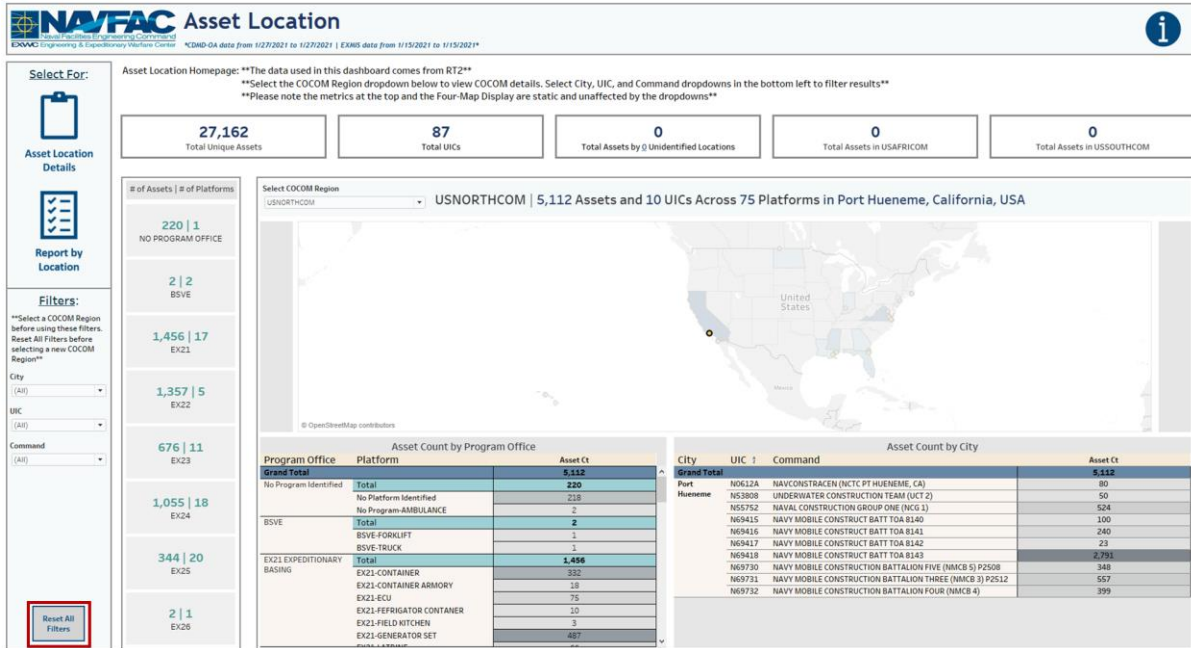 NAVFAC
Naval Facilities Engineering Command
EXWC Engineering & Expeditionary Warfare Center
Asset Location
*CDMD-OA data from 1/27/2021 to 1/27/2021 | EXMIS data from 1/15/2021 to 1/15/2021*
i
Select For:
Asset Location
Details
Report by
Location
Filters:
**Select a COCOM Region
before using these filters.
Reset All Filters before
selecting a new COCOM
Region**
City
(All)
UIC
(All)
Command
(All)
Reset All
Filters
Asset Location Homepage: **The data used in this dashboard comes from RT2**
**Select the COCOM Region dropdown below to view COCOM details. Select City, UIC, and Command dropdowns in the bottom left to filter results**
**Please note the metrics at the top and the Four-Map Display are static and unaffected by the dropdowns**
27,162
Total Unique Assets
87
Total UICs
0
Total Assets by 0 Unidentified Locations
0
Total Assets in USAFRICOM
0
Total Assets in USSOUTHCOM
# of Assets | # of Platforms
220 | 1
NO PROGRAM OFFICE
2 | 2
BSVE
1,456 | 17
EX21
1,357 | 5
EX22
676 | 11
EX23
1,055 | 18
EX24
344 | 20
EX25
2 | 1
EX26
Select COCOM Region
USNORTHCOM
USNORTHCOM | 5,112 Assets and 10 UICs Across 75 Platforms in Port Hueneme, California, USA
United
States
Mexico
© OpenStreetMap contributors
Asset Count by Program Office
Program Office Platform Asset Ct
Grand Total 5,112
No Program Identified Total 220
No Platform Identified 218
No Program-AMBULANCE 2
BSVE Total 2
BSVE-FORKLIFT 1
BSVE-TRUCK 1
EX21 EXPEDITIONARY Total 1,456
BASING EX21-CONTAINER 332
EX21-CONTAINER ARMORY 18
EX21-ECU 75
EX21-FEFRIGATOR CONTANER 10
EX21-FIELD KITCHEN 3
EX21-GENERATOR SET 487
Asset Count by City
City UIC Command Asset Ct
Grand Total 5,112
Port N0612A NAVCONSTRACEN (NCTC PT HUENEME, CA) 80
Hueneme N53808 UNDERWATER CONSTRUCTION TEAM (UCT 2) 50
N55752 NAVAL CONSTRUCTION GROUP ONE (NCG 1) 524
N69415 NAVY MOBILE CONSTRUCT BATT TOA 8140 100
N69416 NAVY MOBILE CONSTRUCT BATT TOA 8141 240
N69417 NAVY MOBILE CONSTRUCT BATT TOA 8142 23
N69418 NAVY MOBILE CONSTRUCT BATT TOA 8143 2,791
N69730 NAVY MOBILE CONSTRUCTION BATTALION FIVE (NMCB 5) P2508 348
N69731 NAVY MOBILE CONSTRUCTION BATTALION THREE (NMCB 3) P2512 557
N69732 NAVY MOBILE CONSTRUCTION BATTALION FOUR (NMCB 4) 399